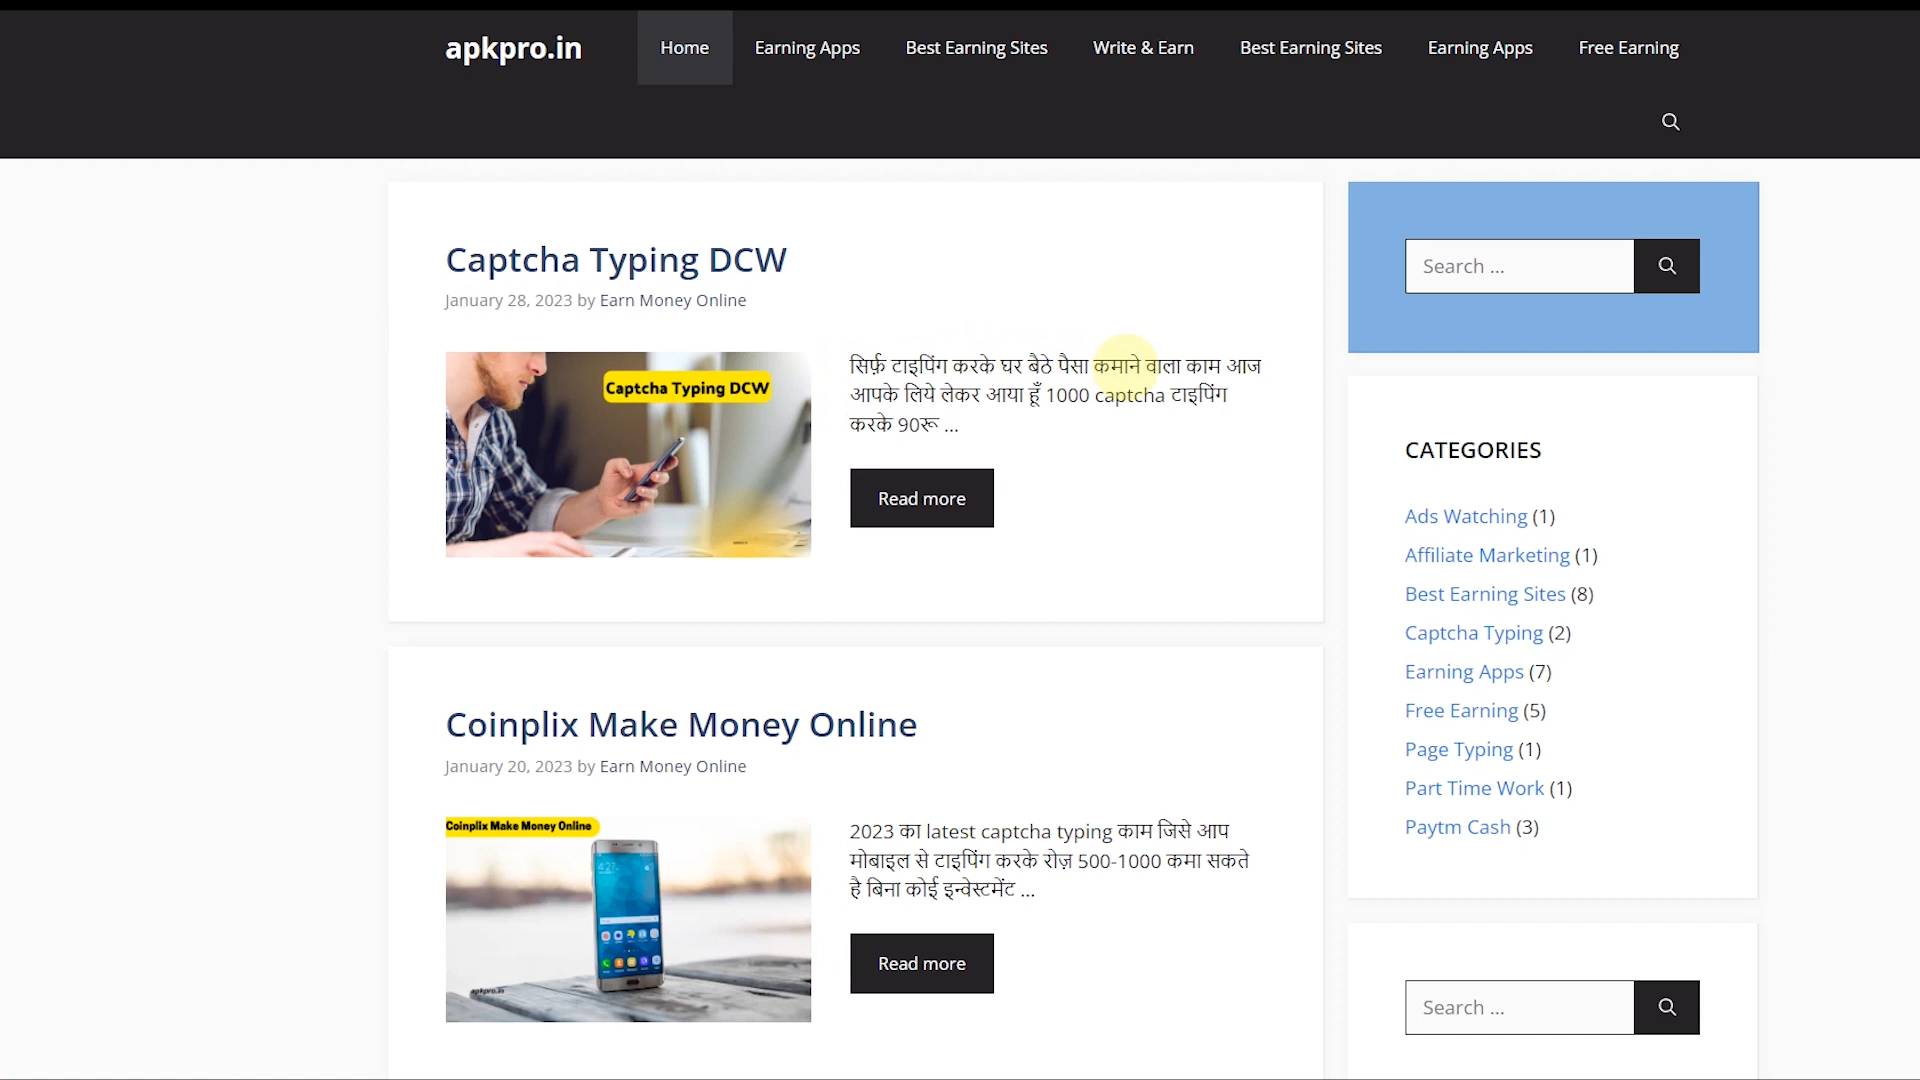 apkpro.in
Home Earning Apps Best Earning Sites Write & Earn Best Earning Sites Earning Apps Free Earning
Captcha Typing DCW
January 28, 2023 by Earn Money Online
Captcha Typing DCW
सिर्फ़ टाइपिंग करके घर बैठे पैसा कमाने वाला काम आज
आपके लिये लेकर आया हूँ 1000 captcha टाइपिंग
करके 90रू ...
Read more
Coinplix Make Money Online
January 20, 2023 by Earn Money Online
Coinplix Make Money Online
4:27
apkpro.in
2023 का latest captcha typing काम जिसे आप
मोबाइल से टाइपिंग करके रोज़ 500-1000 कमा सकते
है बिना कोई इन्वेस्टमेंट ...
Read more
Search ...
CATEGORIES
Ads Watching (1)
Affiliate Marketing (1)
Best Earning Sites (8)
Captcha Typing (2)
Earning Apps (7)
Free Earning (5)
Page Typing (1)
Part Time Work (1)
Paytm Cash (3)
Search ...